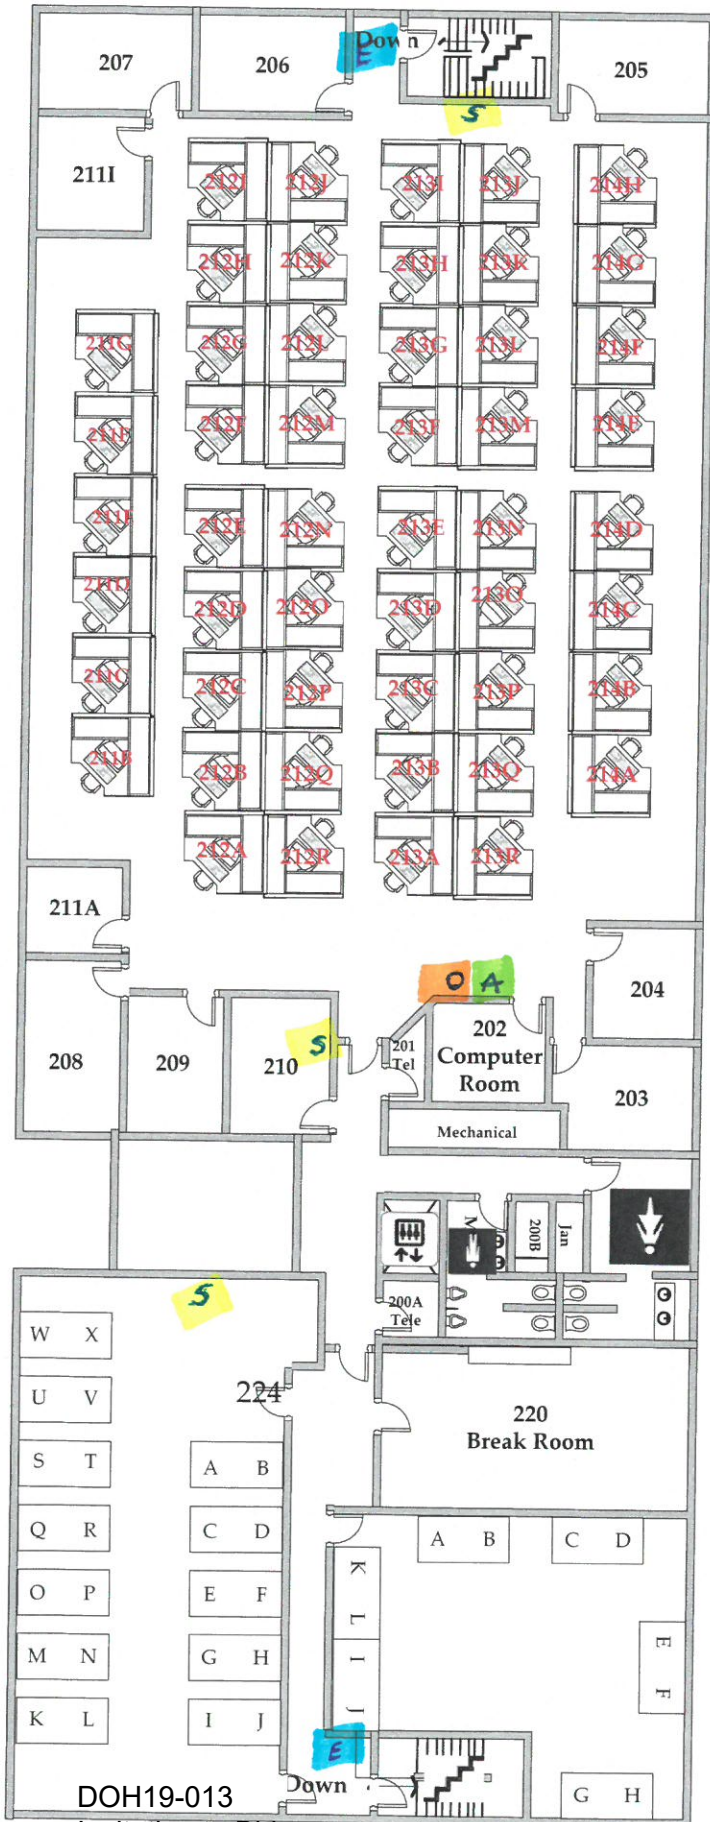 Down
E
207
206
205
S
211I
212I 212J 213I 213J 214H
212H 212K 213H 213K 214G
211G 212G 212L 213G 213L 214F
211F 212F 212M 213F 213M 214E
211E 212E 212N 213E 213N 214D
211D 212D 212O 213D 213O 214C
211C 212C 213P 213C 213P 214B
211B 212B 212Q 213B 213Q 214A
212A 212R 213A 213R
211A
O A
204
202
Computer
Room
201
Tel
S
208
209
210
203
Mechanical
200B
Jan
S
200A
Tele
W X
U V
224
220
Break Room
S T
A B
Q R
C D
A B
C D
K
L
O P
E F
E
F
M N
G H
I
J
K L
I J
E
Down
G H
DOH19-013